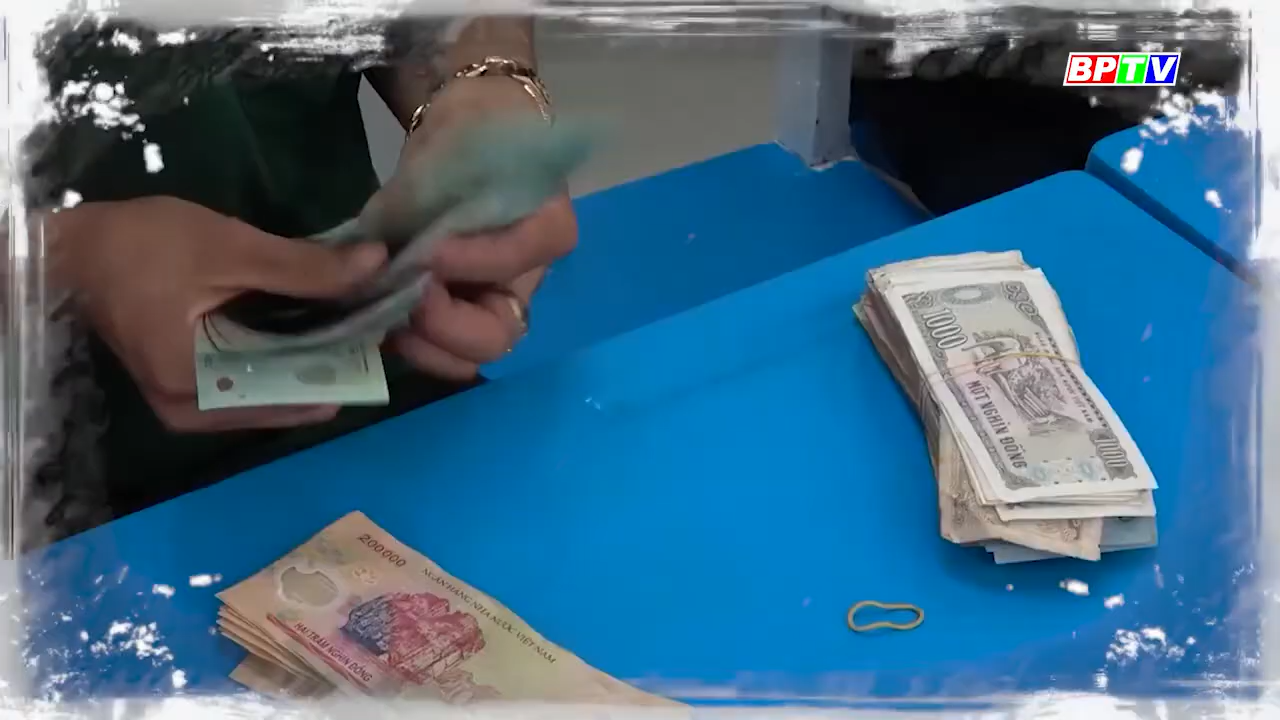 BPTV
1000
MỘT NGHÌN ĐỒNG
1000
200000
NGÂN HÀNG NHÀ NƯỚC VIỆT NAM
HAI TRĂM NGHÌN ĐỒNG